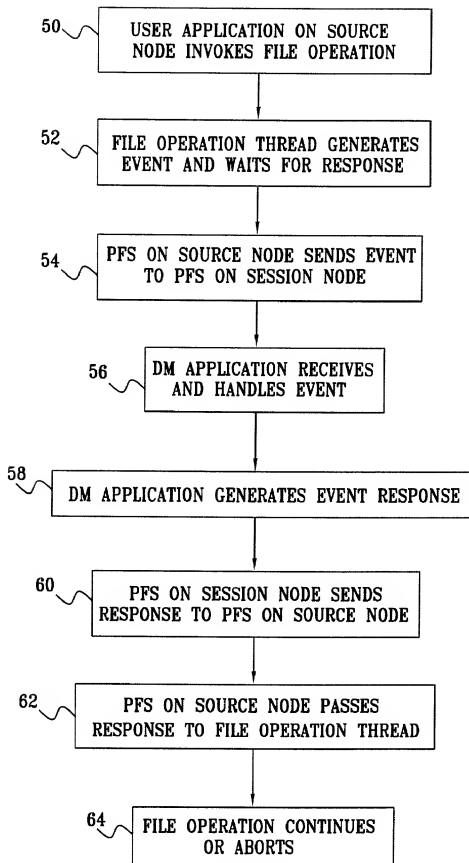 50
USER APPLICATION ON SOURCE
NODE INVOKES FILE OPERATION
52
FILE OPERATION THREAD GENERATES
EVENT AND WAITS FOR RESPONSE
54
PFS ON SOURCE NODE SENDS EVENT
TO PFS ON SESSION NODE
56
DM APPLICATION RECEIVES
AND HANDLES EVENT
58
DM APPLICATION GENERATES EVENT RESPONSE
60
PFS ON SESSION NODE SENDS
RESPONSE TO PFS ON SOURCE NODE
62
PFS ON SOURCE NODE PASSES
RESPONSE TO FILE OPERATION THREAD
64
FILE OPERATION CONTINUES
OR ABORTS